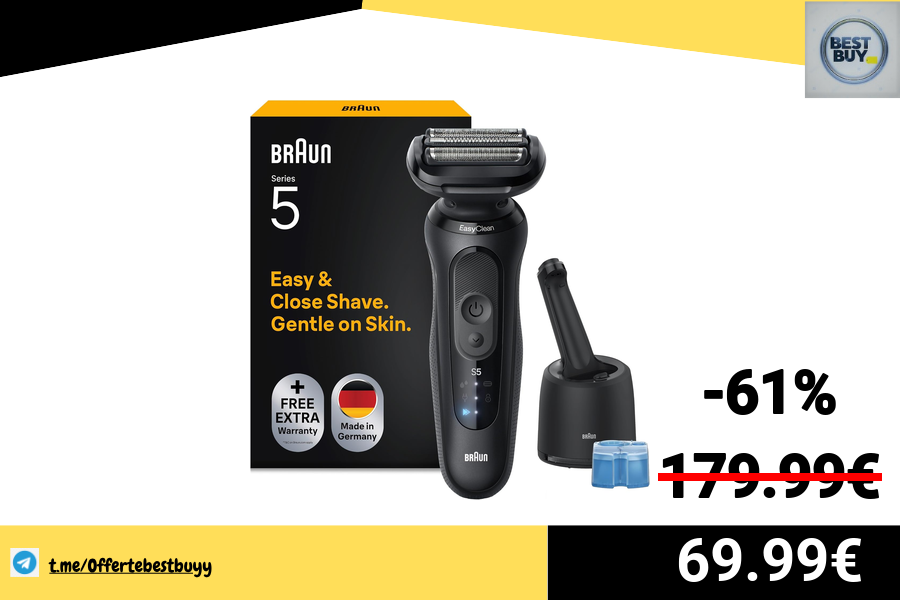 BEST
BUY
BRAUN
BRAUN
Series
5
Easy &
Close Shave.
Gentle on Skin.
+
FREE
EXTRA
Warranty
Made in
Germany
EasyClean
S5
BRAUN
BRAUN
-61%
179.99€
69.99€
t.me/Offertebestbuyy